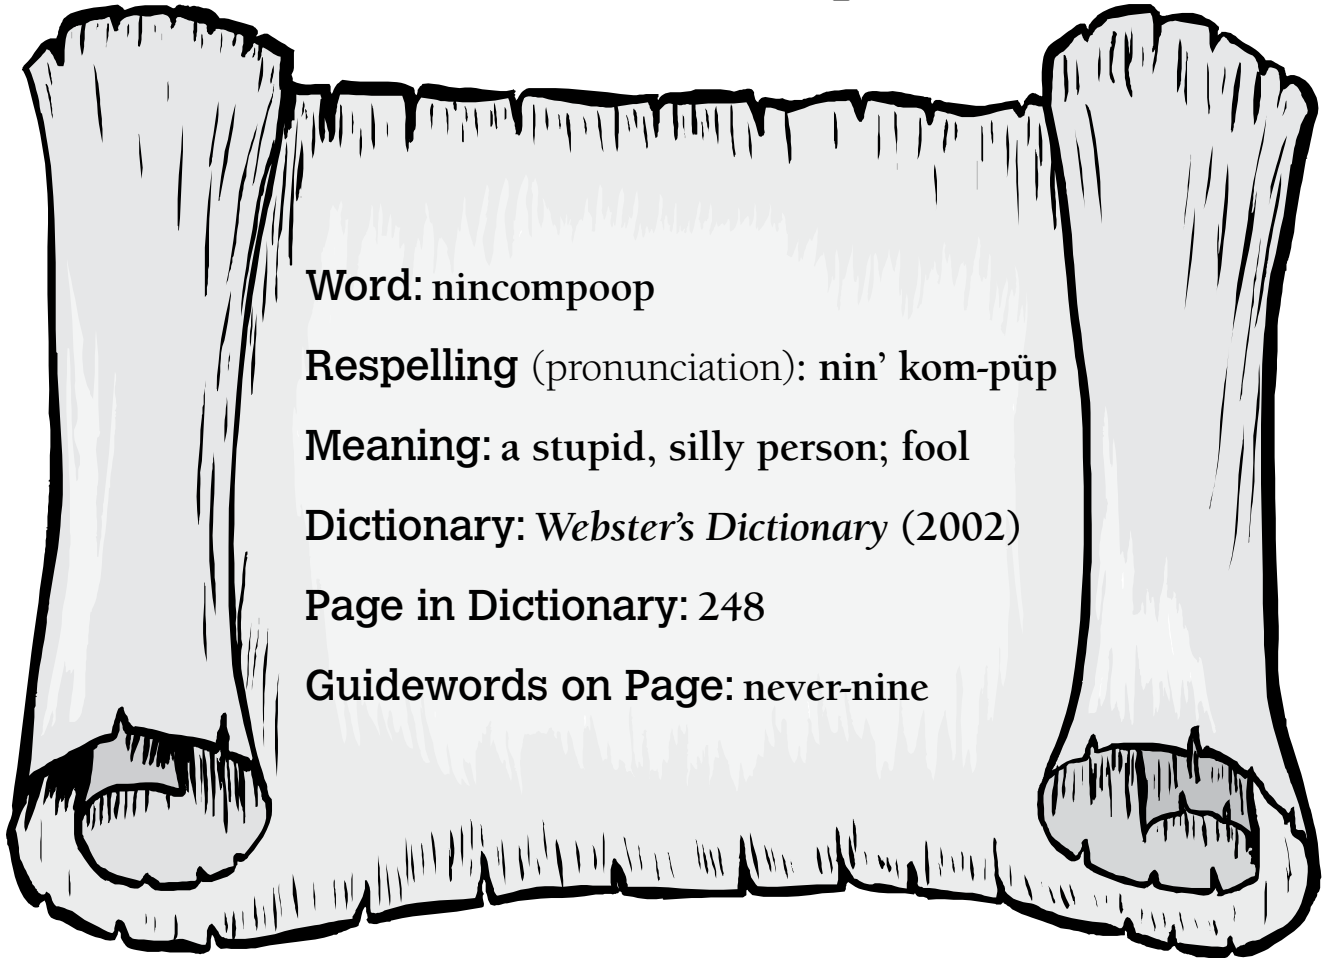 Word: nincompoop
Respelling (pronunciation): nin’ kom-püp
Meaning: a stupid, silly person; fool
Dictionary: Webster’s Dictionary (2002)
Page in Dictionary: 248
Guidewords on Page: never-nine